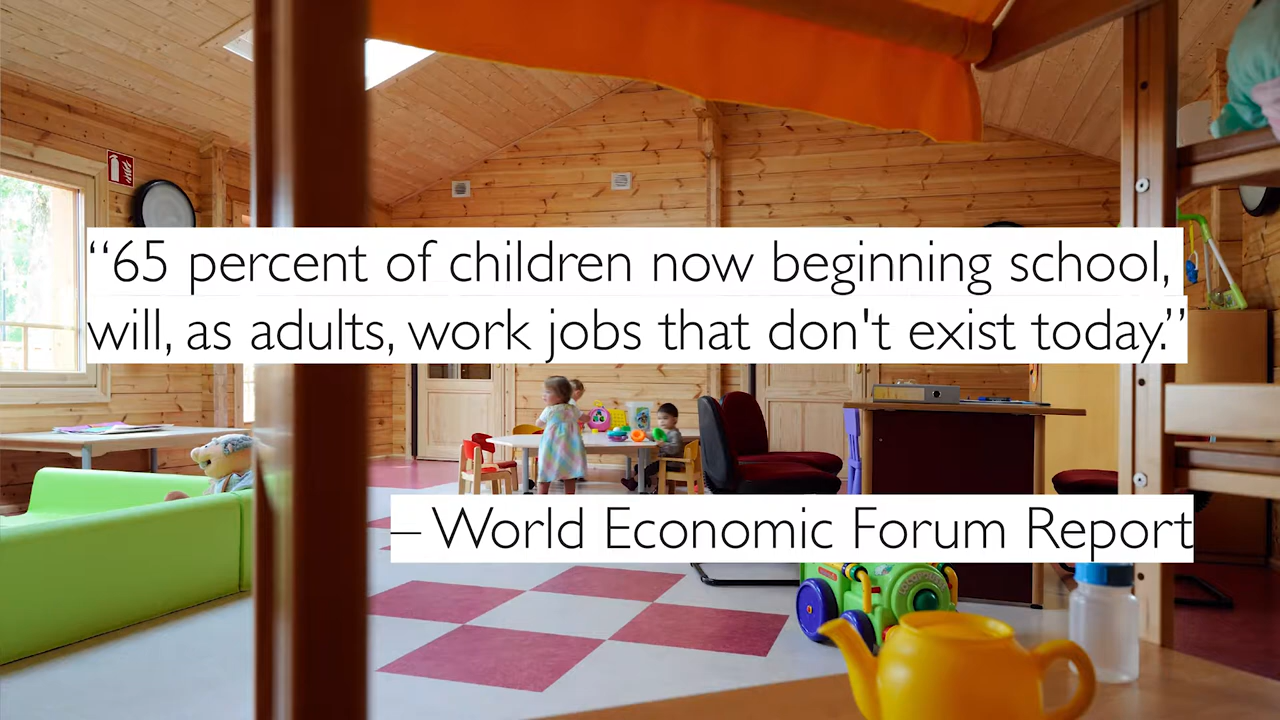 “65 percent of children now beginning school,
will, as adults, work jobs that don't exist today.”
– World Economic Forum Report